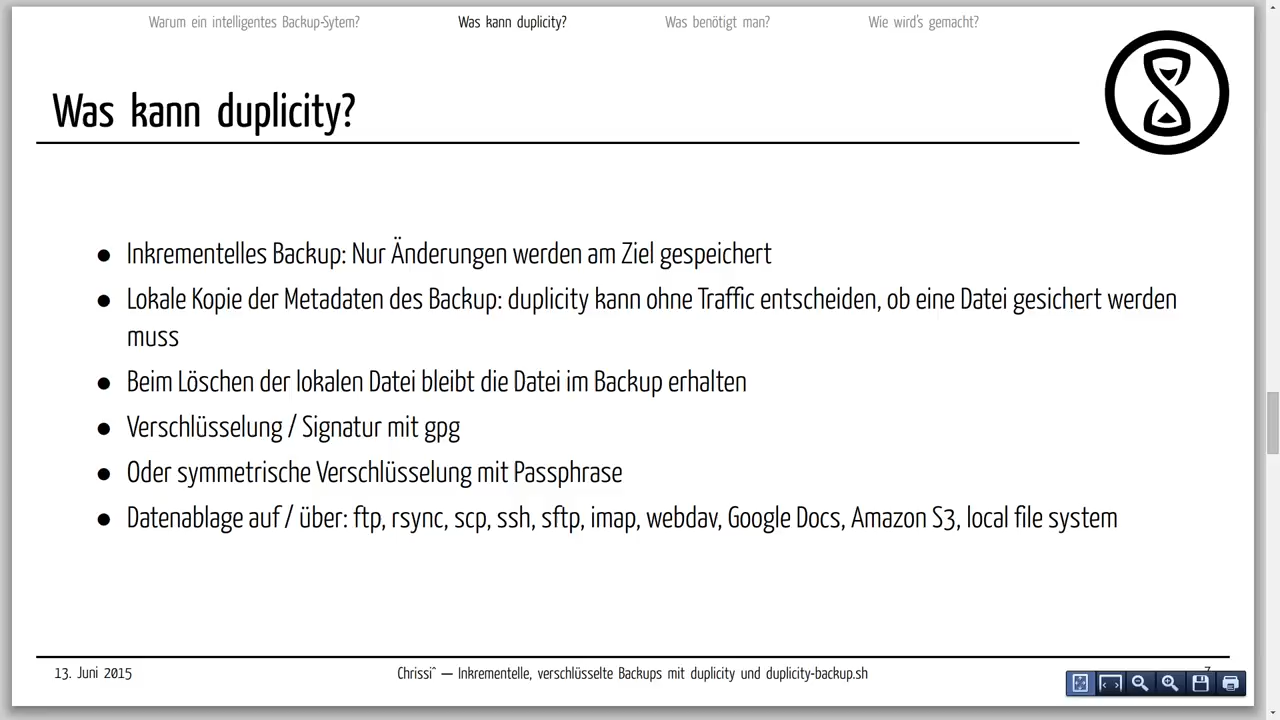 Warum ein intelligentes Backup-Sytem? Was kann duplicity? Was benötigt man? Wie wird's gemacht?
Was kann duplicity?
● Inkrementelles Backup: Nur Änderungen werden am Ziel gespeichert
● Lokale Kopie der Metadaten des Backup: duplicity kann ohne Traffic entscheiden, ob eine Datei gesichert werden
muss
● Beim Löschen der lokalen Datei bleibt die Datei im Backup erhalten
● Verschlüsselung / Signatur mit gpg
● Oder symmetrische Verschlüsselung mit Passphrase
● Datenablage auf / über: ftp, rsync, scp, ssh, sftp, imap, webdav, Google Docs, Amazon S3, local file system
13. Juni 2015 Chrissi^ — Inkrementelle, verschlüsselte Backups mit duplicity und duplicity-backup.sh